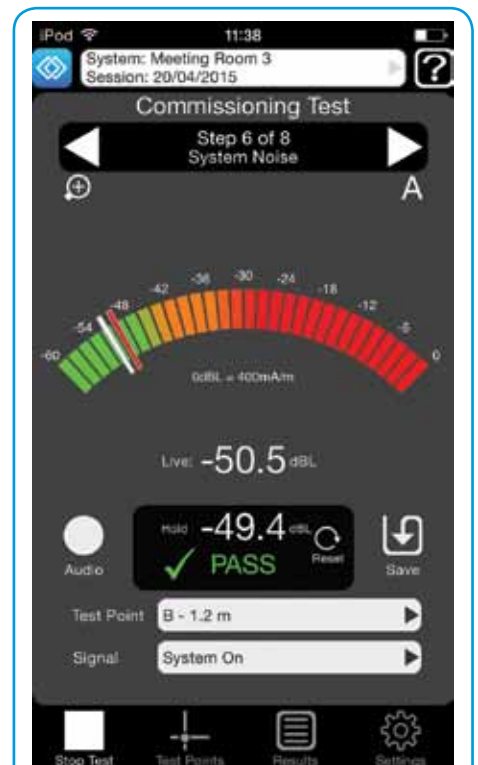 iPod 11:38
System: Meeting Room 3
Session: 20/04/2015
?
Commissioning Test
Step 6 of 8
System Noise
A
-60 -54 -48 -42 -36 -30 -24 -18 -12 -6 0
0dBL = 400mA/m
Live: -50.5 dBL
Hold -49.4 dBL
PASS
Reset
Audio
Save
Test Point B - 1.2 m
Signal System On
Stop Test Test Points Results Settings